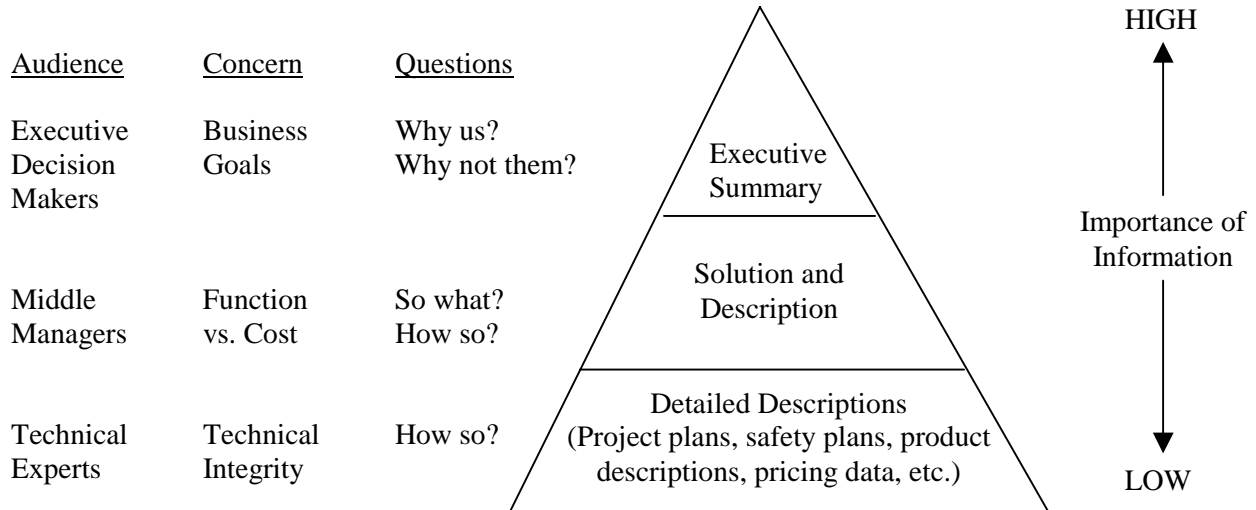 HIGH
Audience Concern Questions
Executive Decision Makers
Business Goals
Why us?
Why not them?
Executive
Summary
Importance of
Information
Middle
Managers
Function
vs. Cost
So what?
How so?
Solution and
Description
Technical
Experts
Technical
Integrity
How so?
Detailed Descriptions
(Project plans, safety plans, product
descriptions, pricing data, etc.)
LOW